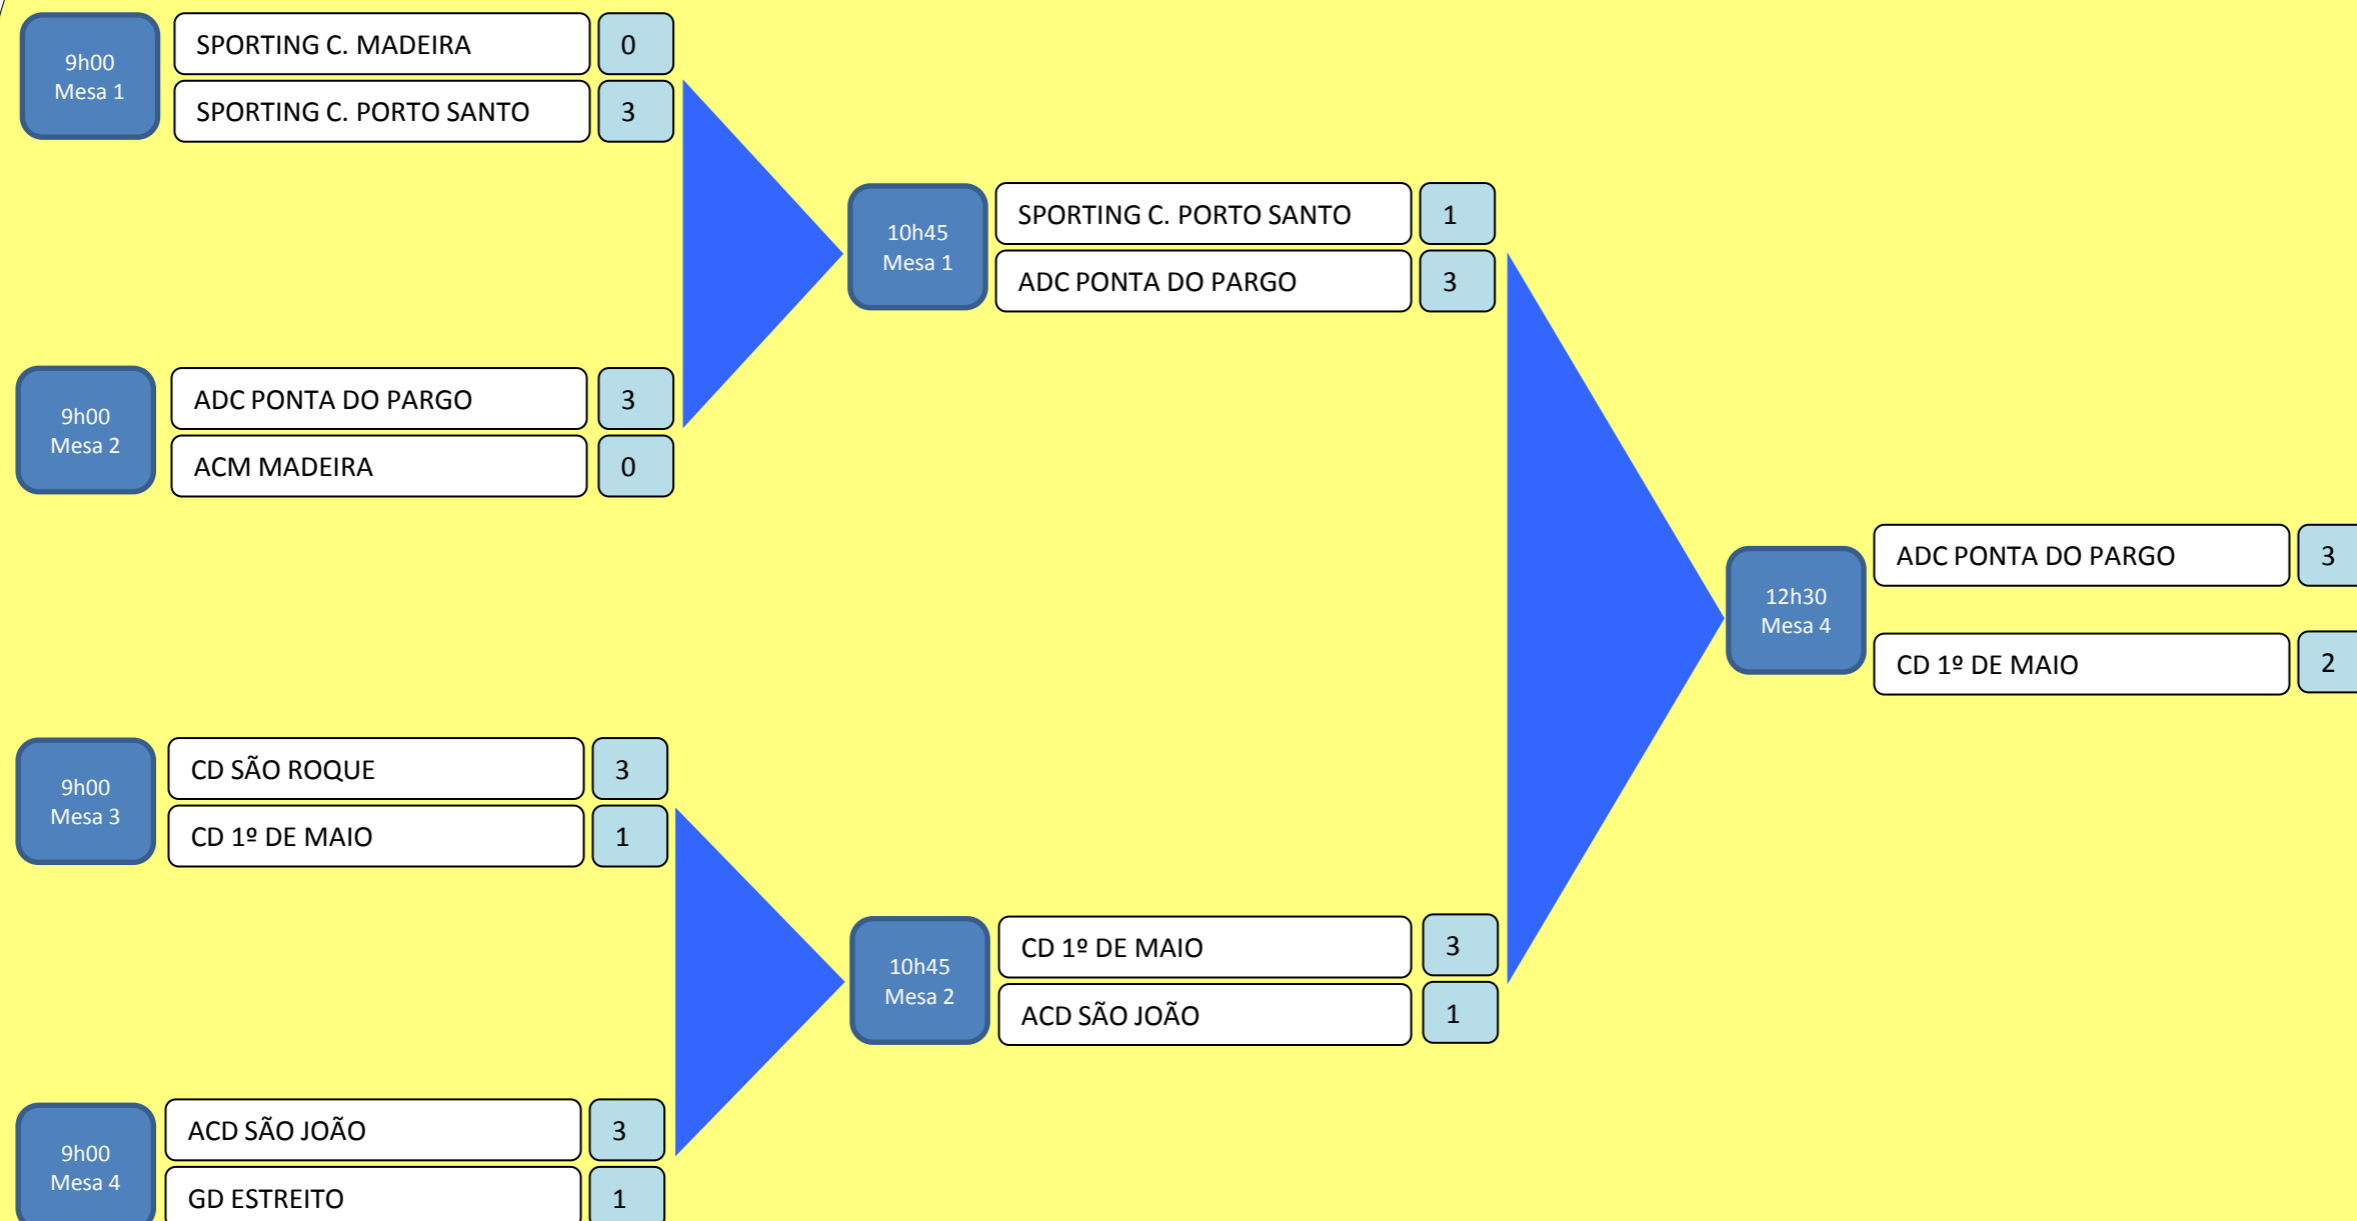 9h00
Mesa 1
SPORTING C. MADEIRA 0
SPORTING C. PORTO SANTO 3
10h45
Mesa 1
SPORTING C. PORTO SANTO 1
ADC PONTA DO PARGO 3
9h00
Mesa 2
ADC PONTA DO PARGO 3
ACM MADEIRA 0
12h30
Mesa 4
ADC PONTA DO PARGO 3
CD 1º DE MAIO 2
9h00
Mesa 3
CD SÃO ROQUE 3
CD 1º DE MAIO 1
10h45
Mesa 2
CD 1º DE MAIO 3
ACD SÃO JOÃO 1
9h00
Mesa 4
ACD SÃO JOÃO 3
GD ESTREITO 1